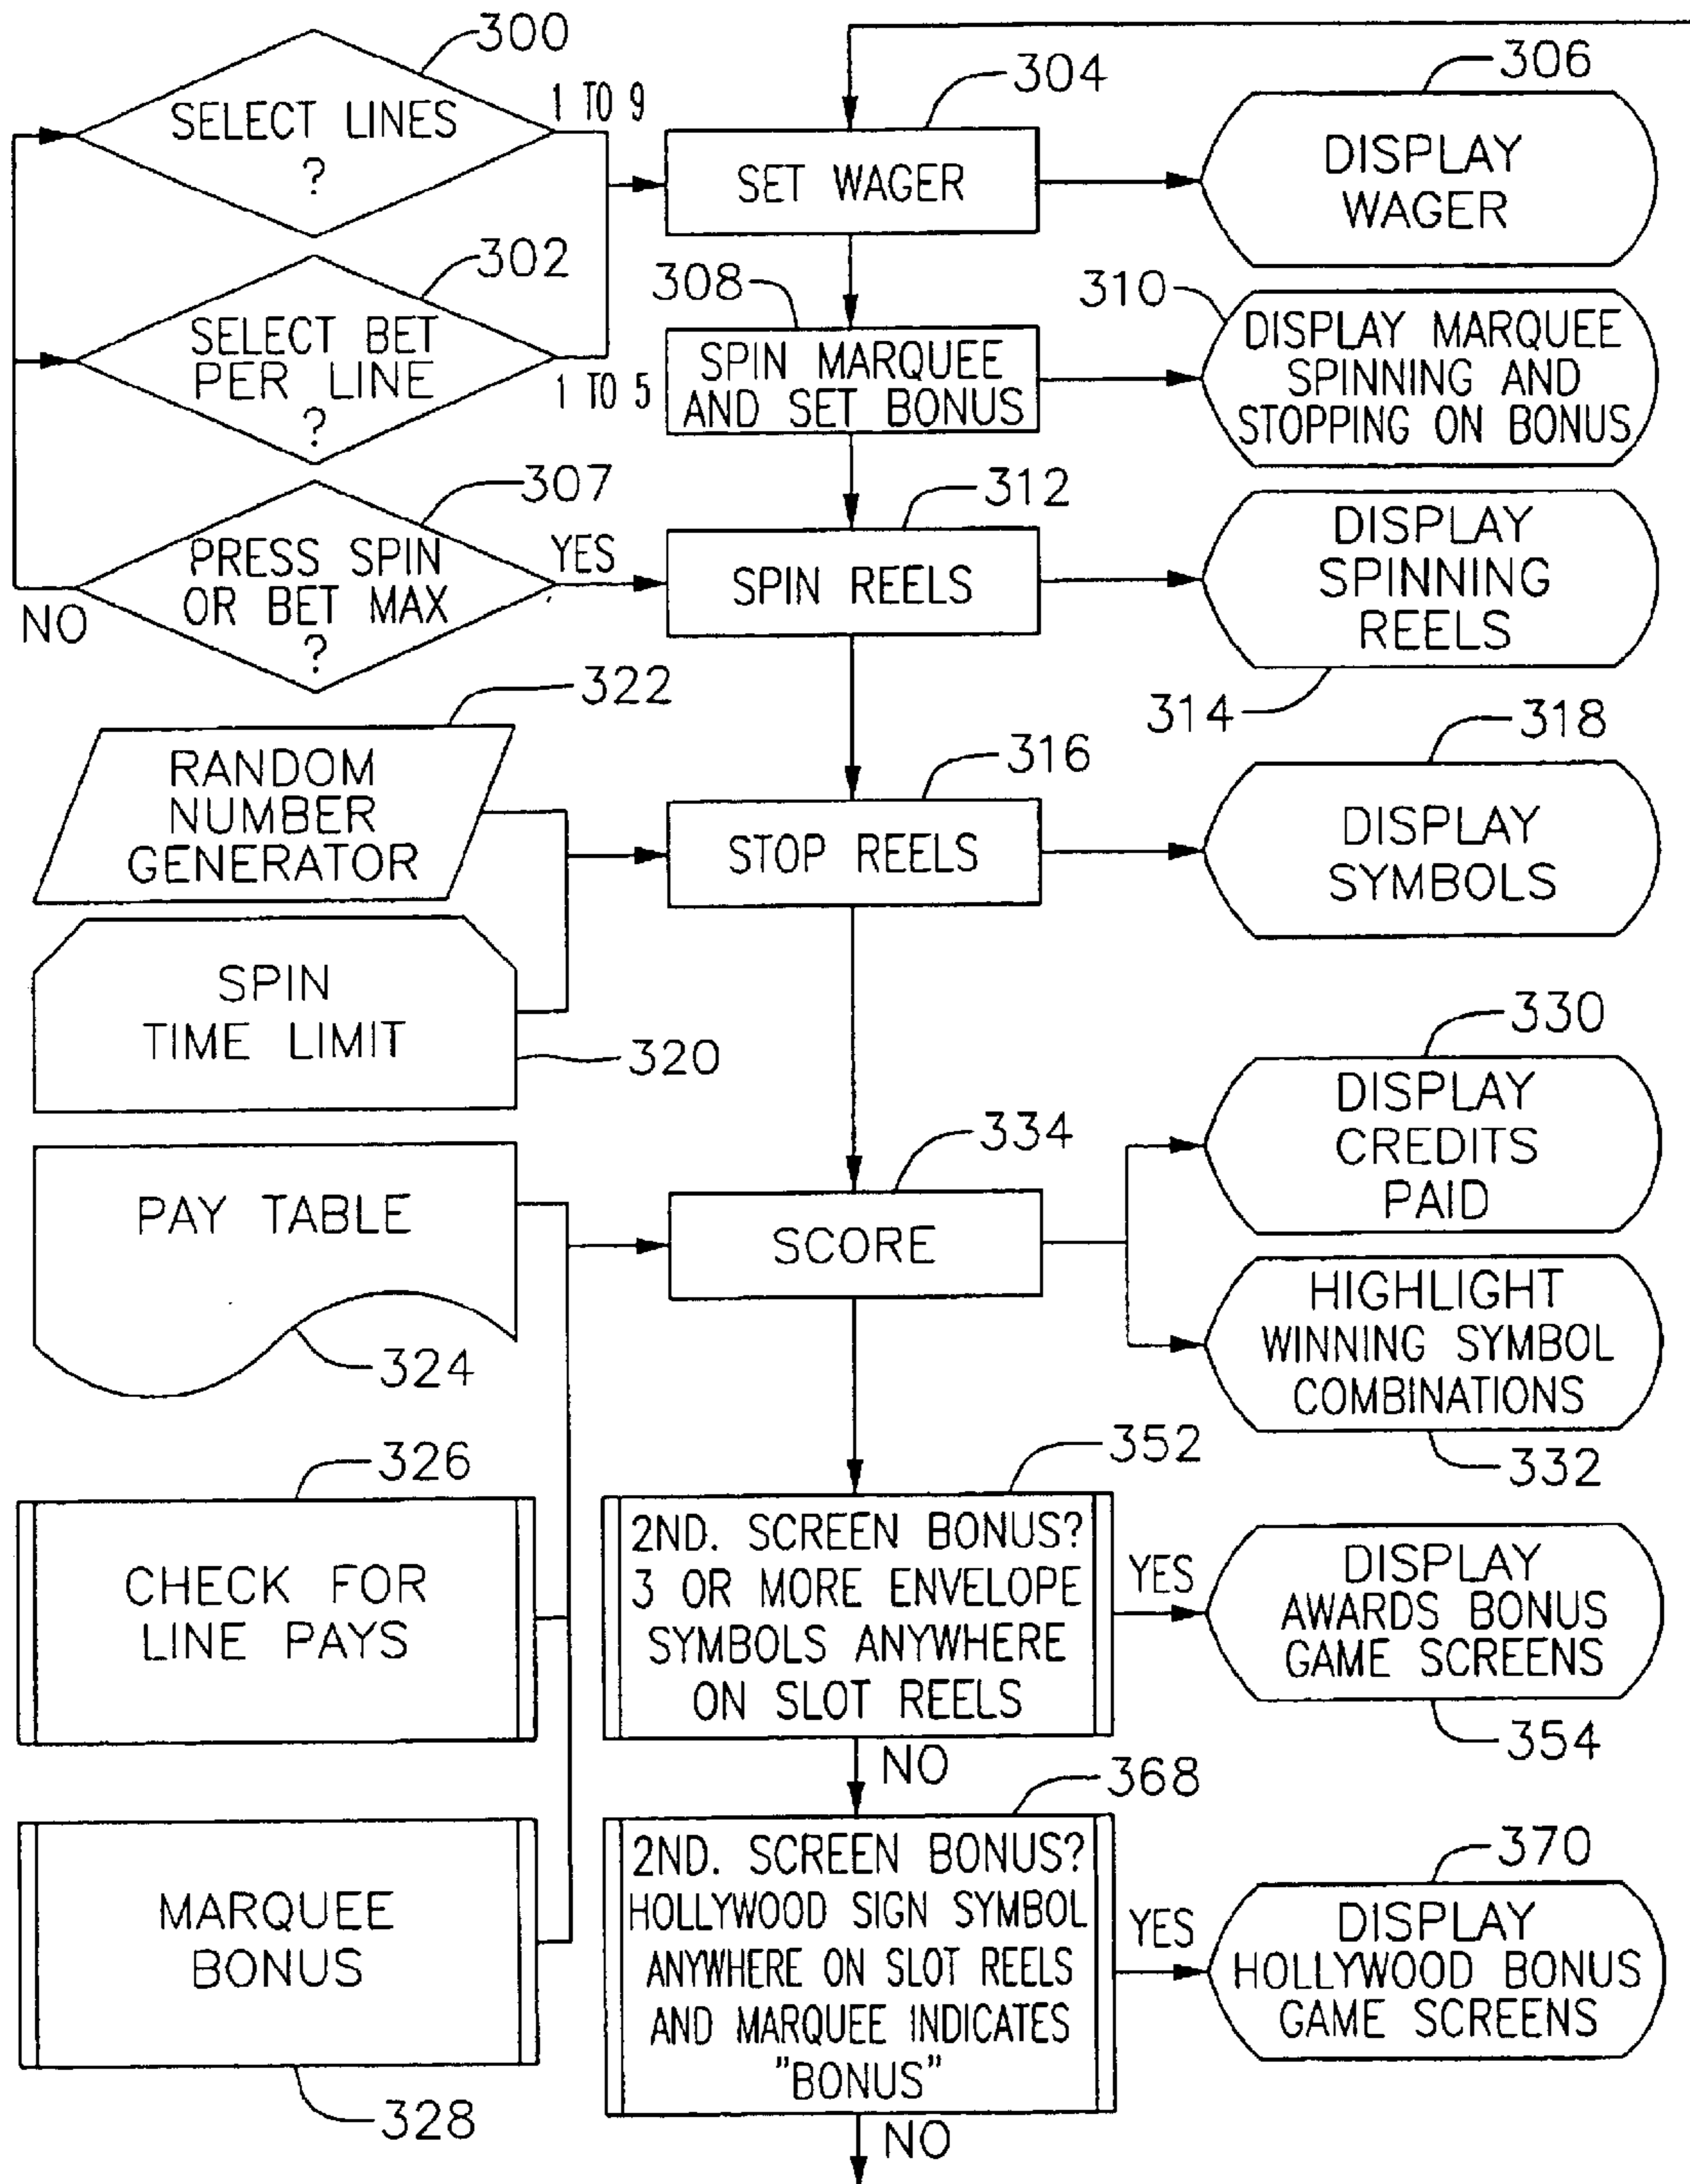 300
SELECT LINES
?
1 TO 9
304
SET WAGER
306
DISPLAY
WAGER
302
SELECT BET
PER LINE
?
1 TO 5
308
SPIN MARQUEE
AND SET BONUS
310
DISPLAY MARQUEE
SPINNING AND
STOPPING ON BONUS
307
PRESS SPIN
OR BET MAX
?
YES
NO
312
SPIN REELS
DISPLAY
SPINNING
REELS
314
322
RANDOM
NUMBER
GENERATOR
316
STOP REELS
318
DISPLAY
SYMBOLS
SPIN
TIME LIMIT
320
PAY TABLE
324
334
SCORE
330
DISPLAY
CREDITS
PAID
HIGHLIGHT
WINNING SYMBOL
COMBINATIONS
332
326
CHECK FOR
LINE PAYS
352
2ND. SCREEN BONUS?
3 OR MORE ENVELOPE
SYMBOLS ANYWHERE
ON SLOT REELS
YES
NO
DISPLAY
AWARDS BONUS
GAME SCREENS
354
MARQUEE
BONUS
328
368
2ND. SCREEN BONUS?
HOLLYWOOD SIGN SYMBOL
ANYWHERE ON SLOT REELS
AND MARQUEE INDICATES
"BONUS"
YES
NO
370
DISPLAY
HOLLYWOOD BONUS
GAME SCREENS